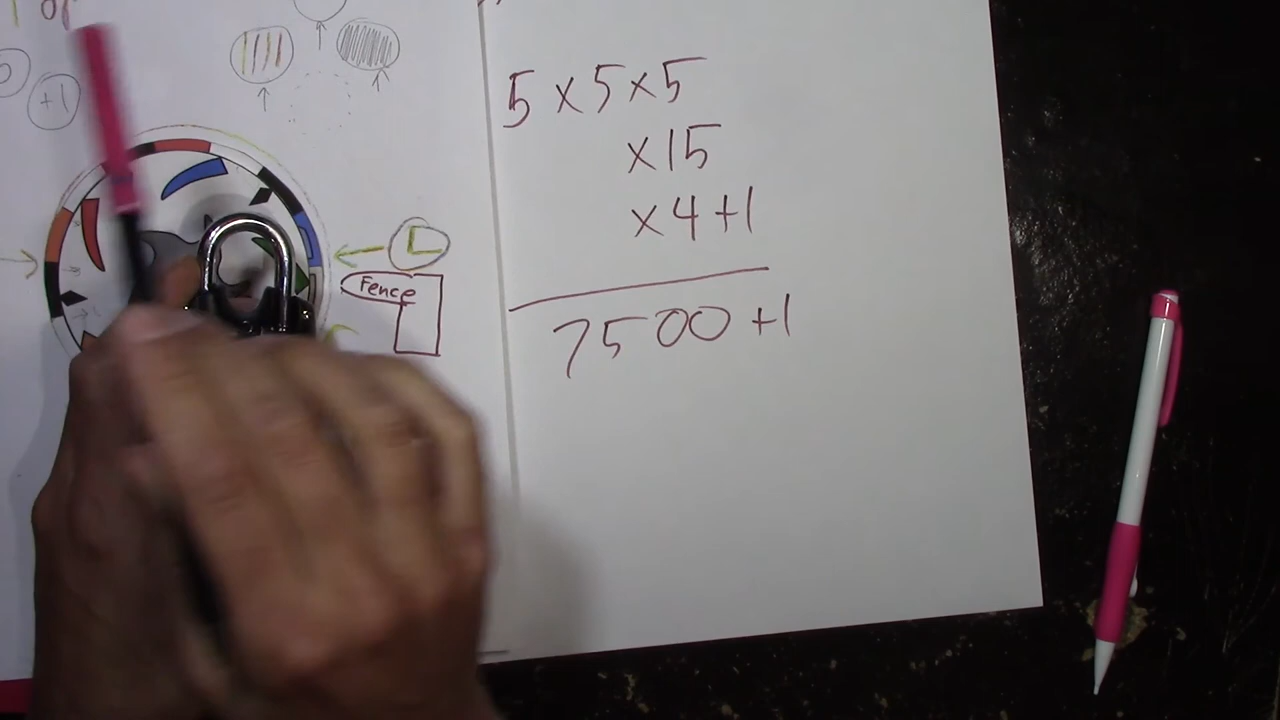 +1
Fence
5 x 5 x 5
x 15
x 4 + 1
7500 + 1